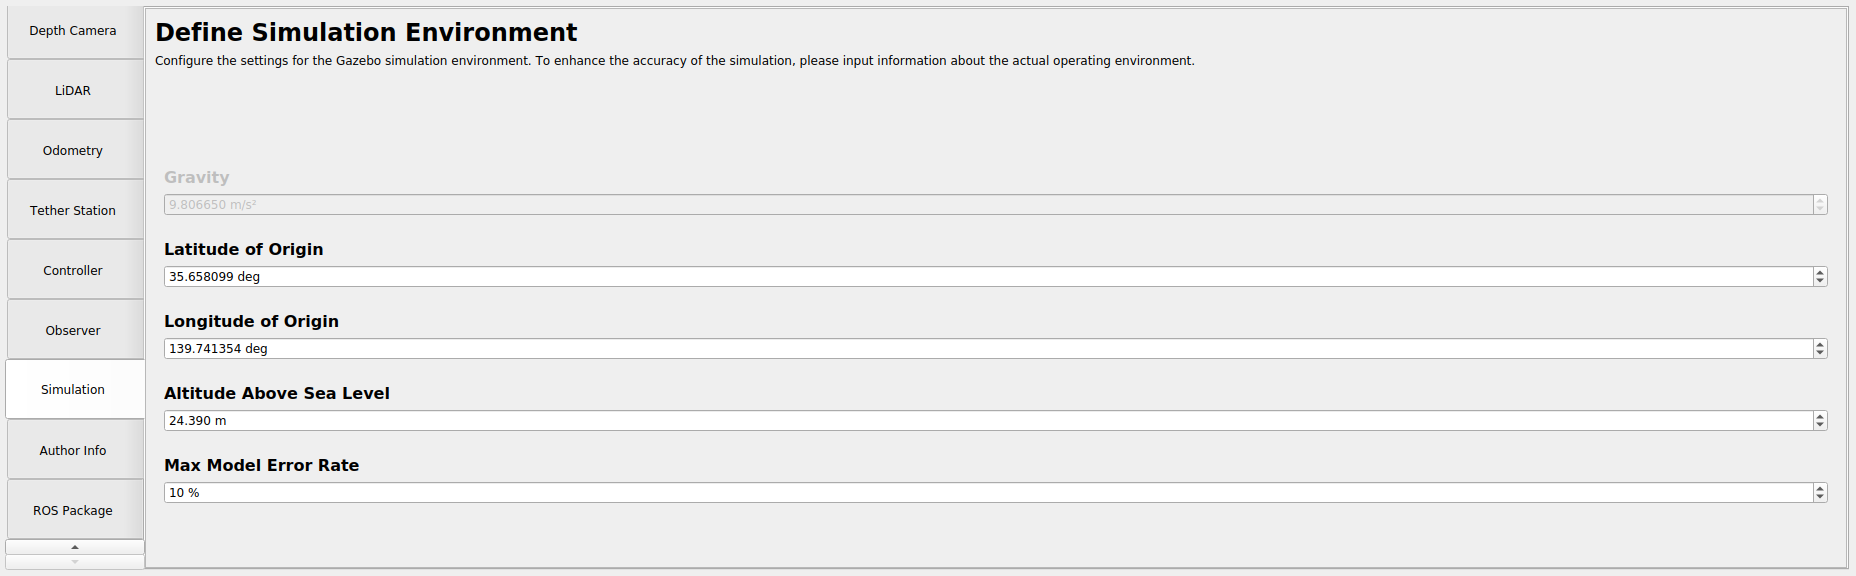 Depth Camera
LiDAR
Odometry
Tether Station
Controller
Observer
Simulation
Author Info
ROS Package
Define Simulation Environment
Configure the settings for the Gazebo simulation environment. To enhance the accuracy of the simulation, please input information about the actual operating environment.
Gravity
9.806650 m/s²
Latitude of Origin
35.658099 deg
Longitude of Origin
139.741354 deg
Altitude Above Sea Level
24.390 m
Max Model Error Rate
10 %